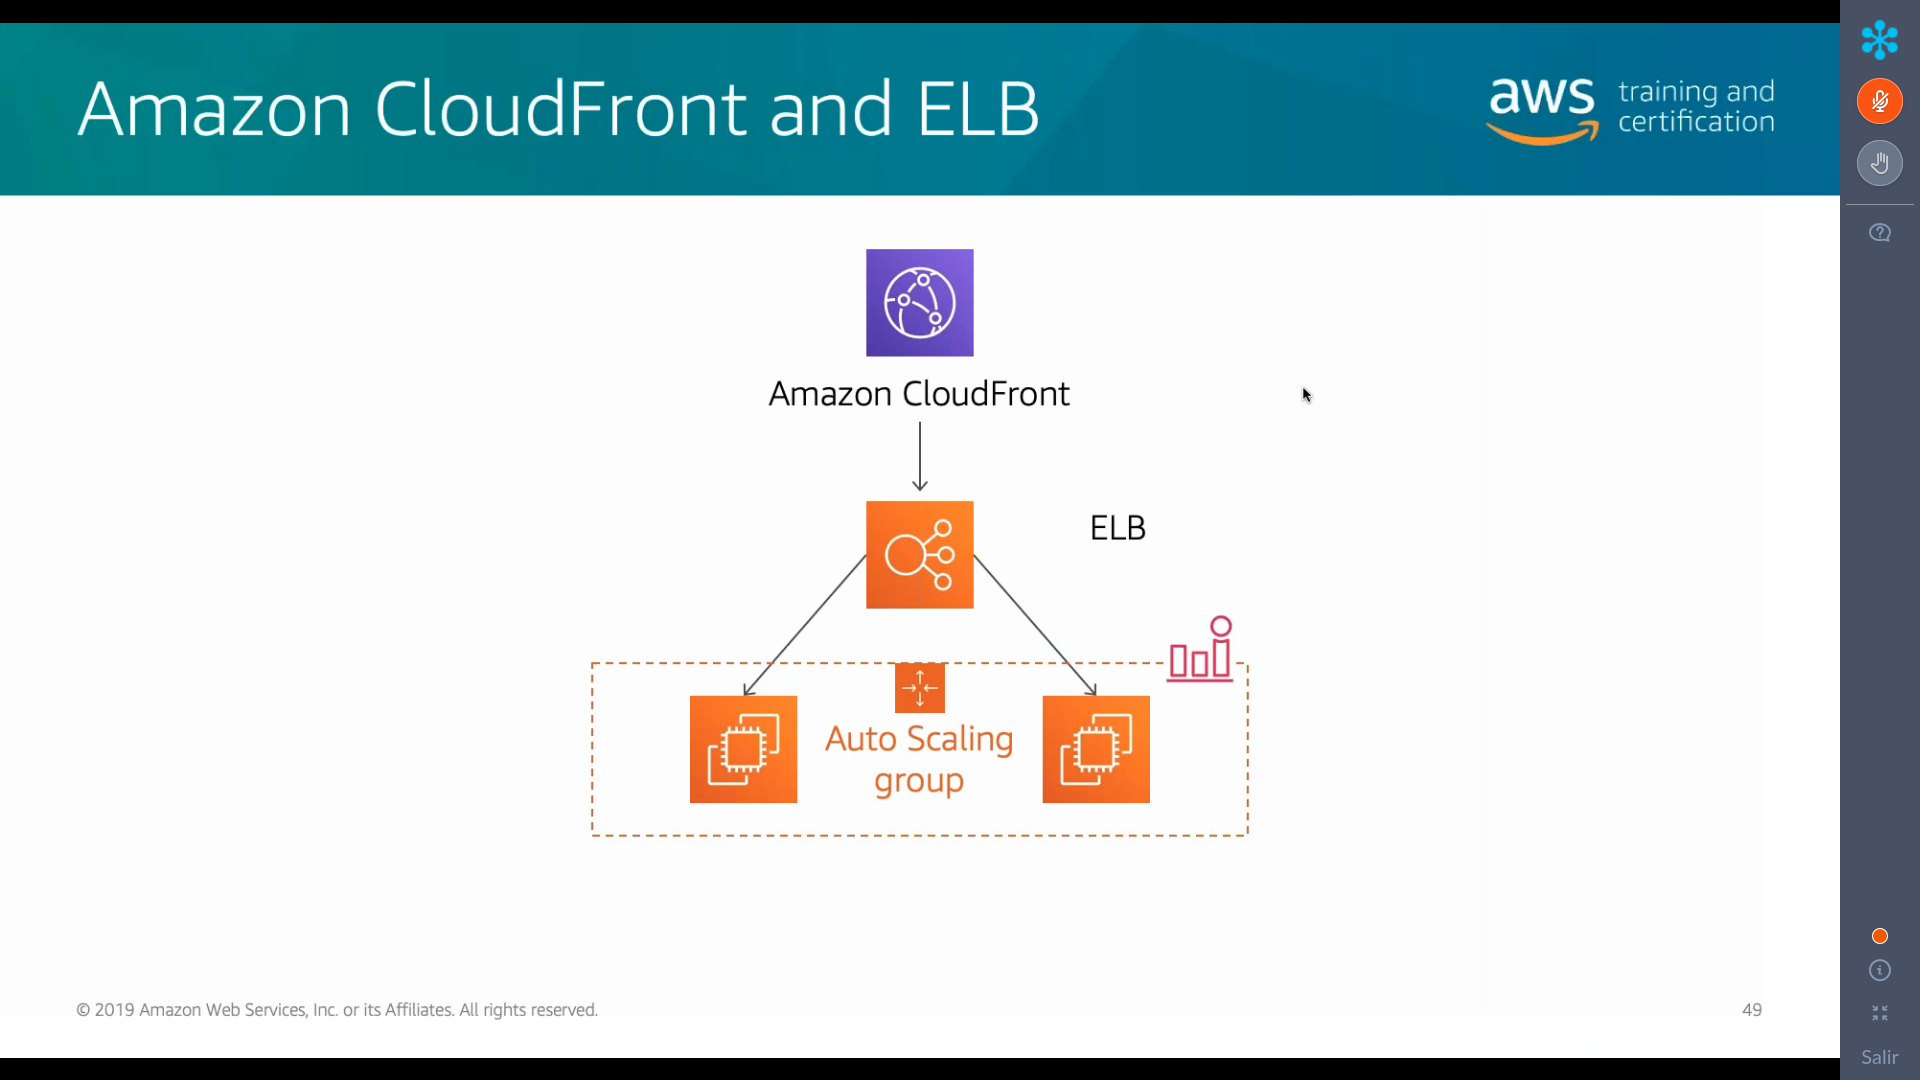 Amazon CloudFront and ELB
aws
training and
certification
Amazon CloudFront
ELB
Auto Scaling
group
© 2019 Amazon Web Services, Inc. or its Affiliates. All rights reserved.
49
Salir